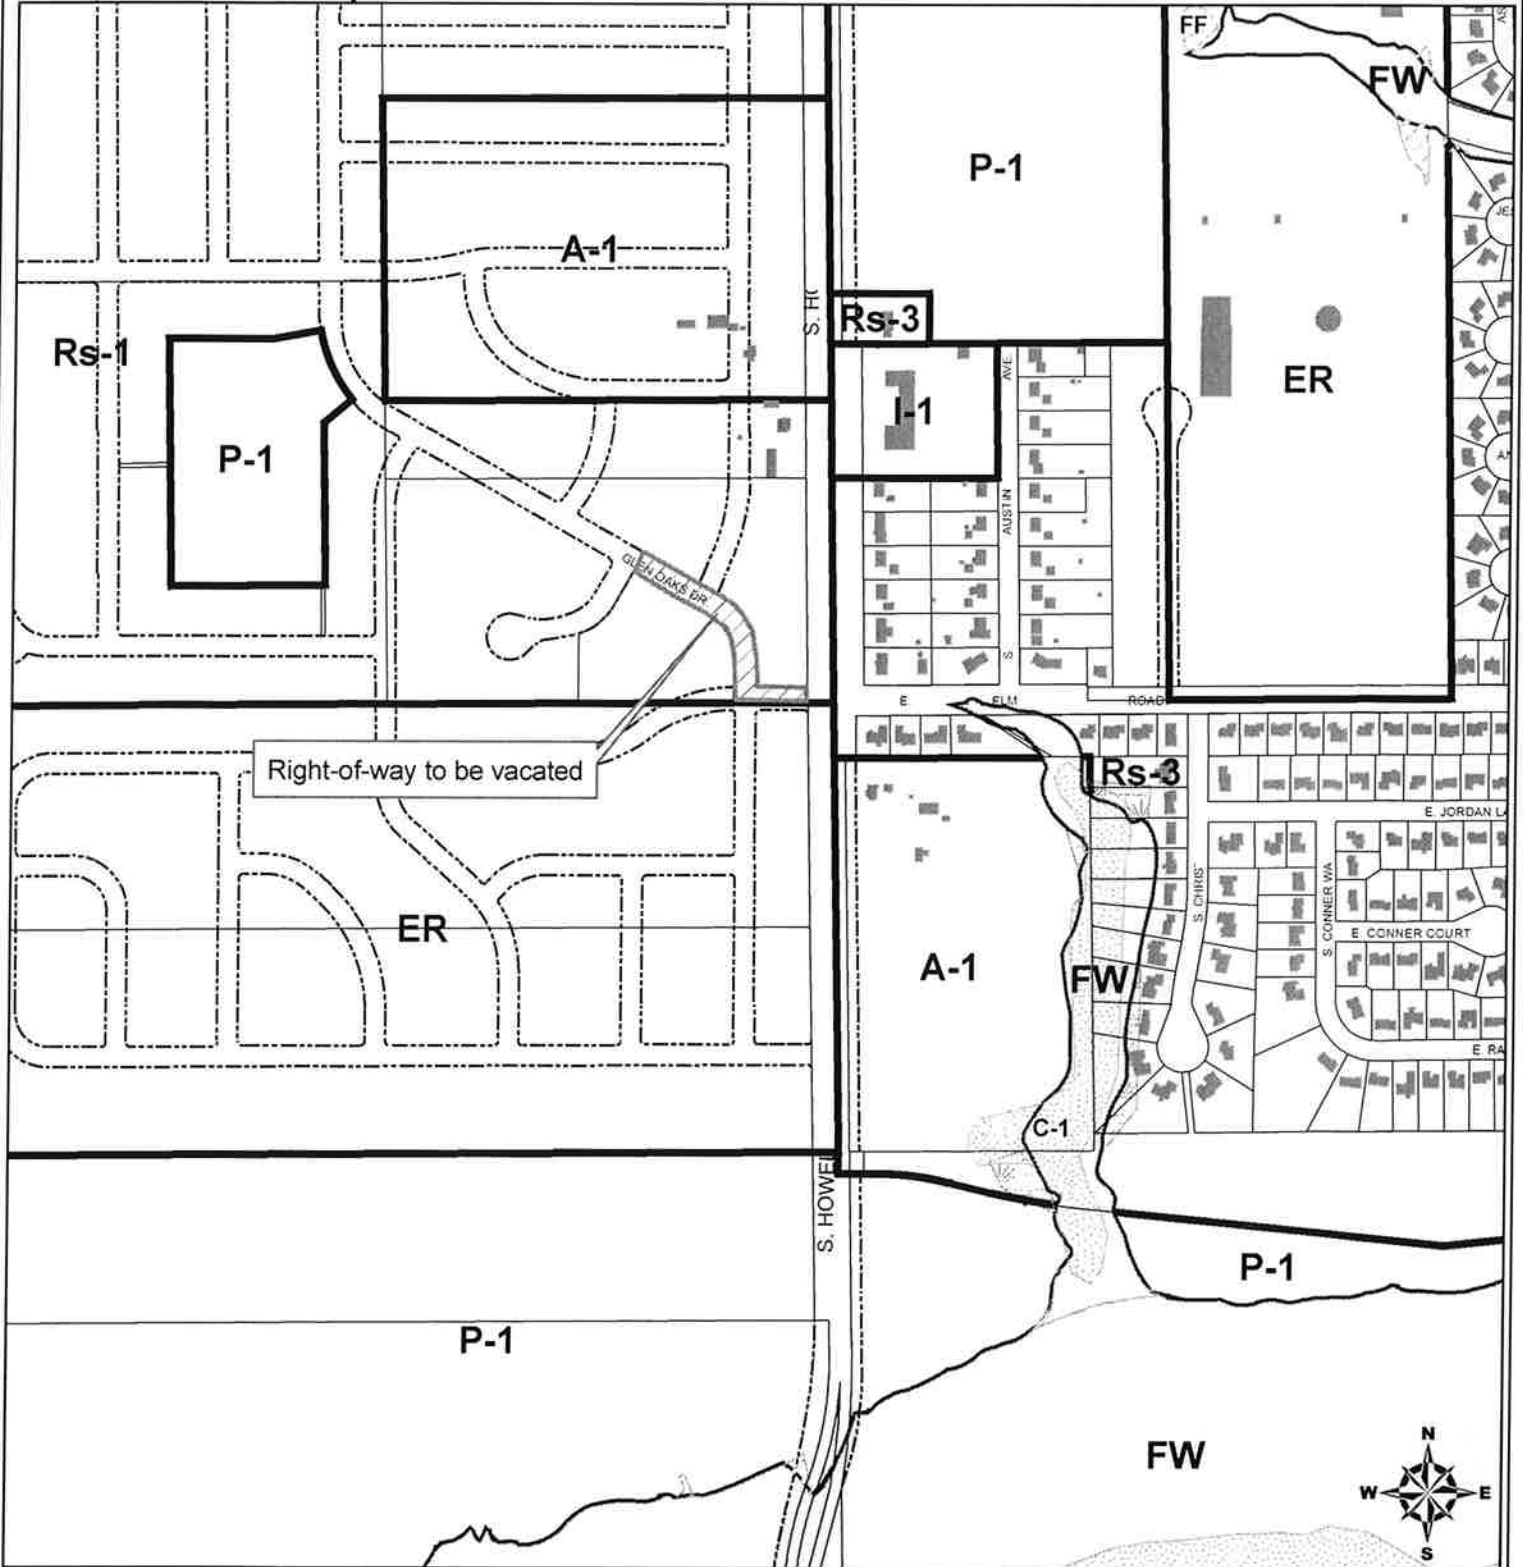 FF
FW
P-1
A-1
S. HO
Rs-3
Rs-1
I-1
AVE
ER
P-1
AUSTIN
GLEN OAKS DR
S
E. ELM ROAD
Right-of-way to be vacated
Rs-3
E. JORDAN LA
S. CHRIS
S. CONNER WA
ER
E. CONNER COURT
A-1
FW
E. RA
C-1
S. HOWEL
P-1
P-1
FW
N
W E
S